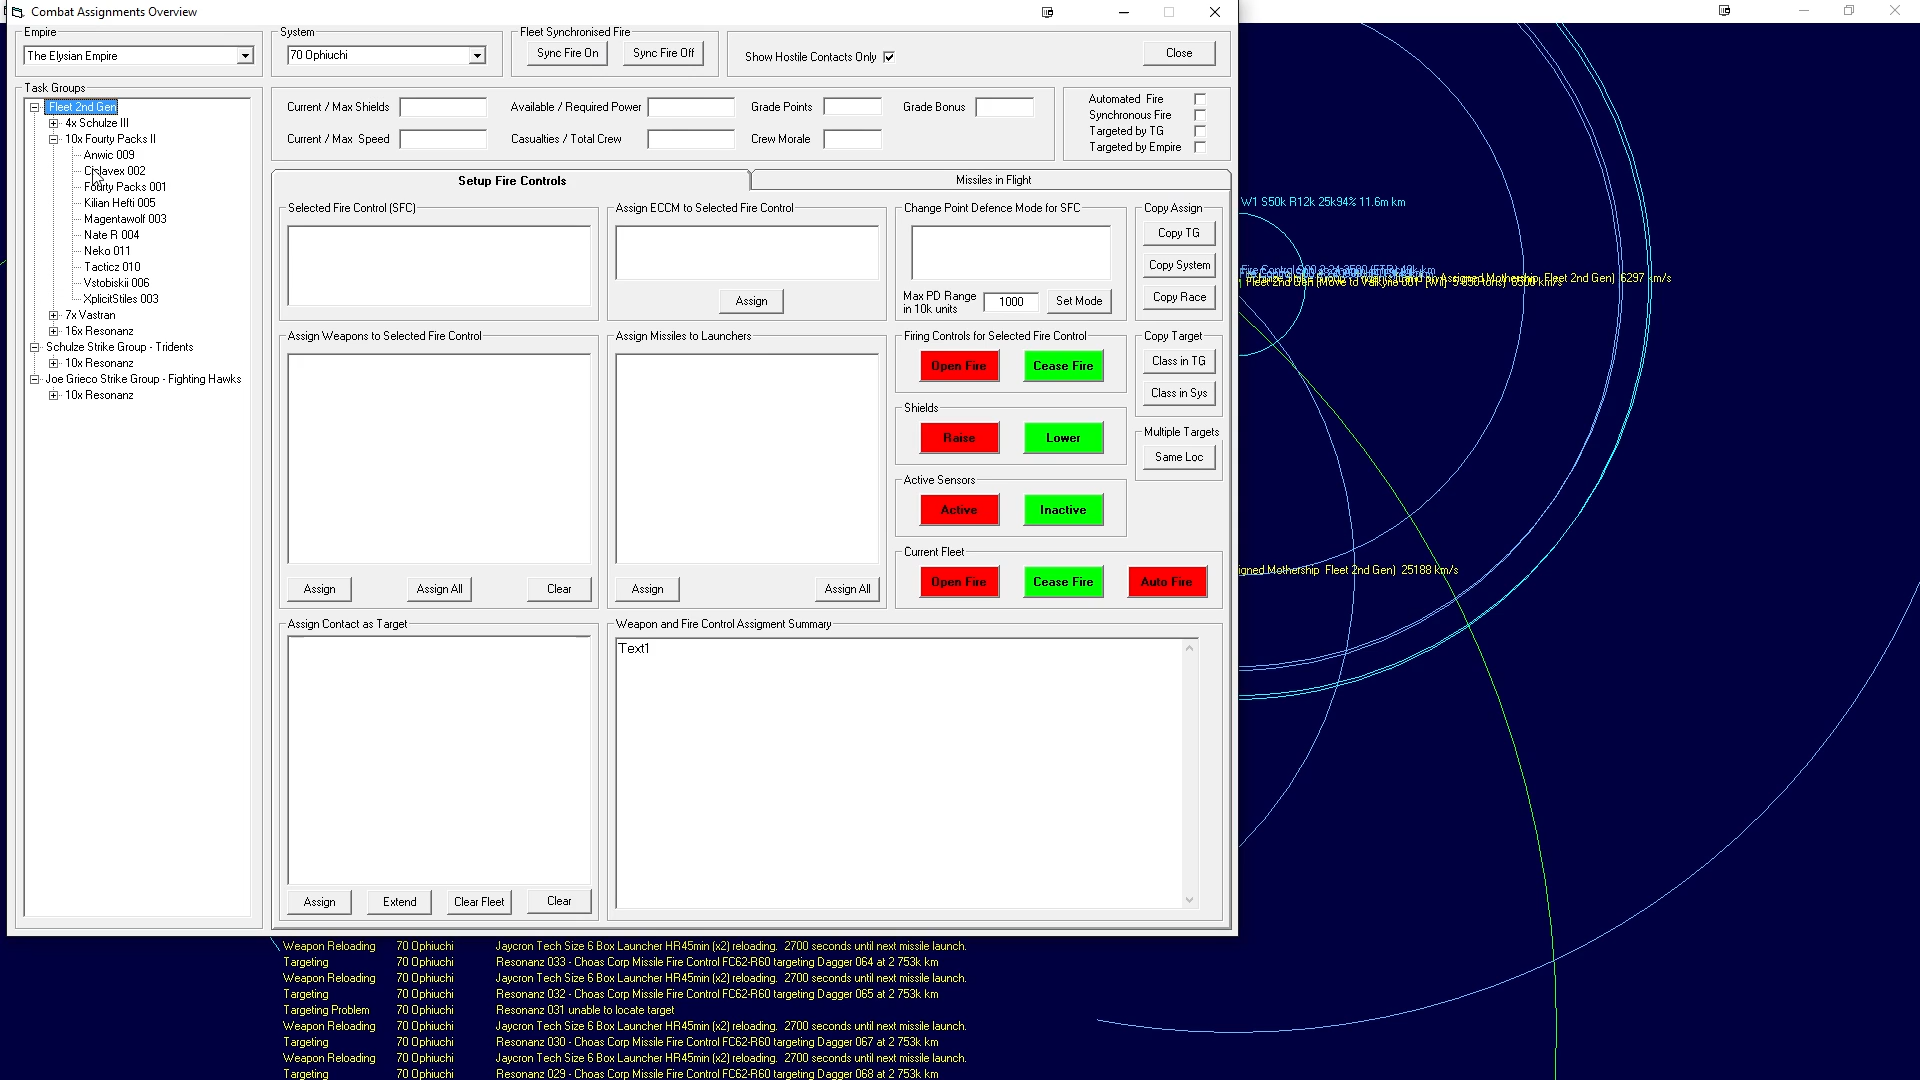 Combat Assignments Overview
Empire
The Elysian Empire
System
70 Ophiuchi
Fleet Synchronised Fire
Sync Fire On
Sync Fire Off
Show Hostile Contacts Only
Close
Task Groups
Fleet 2nd Gen
4x Schulze III
10x Fourty Packs II
Anwic 009
Fourty Packs 001
Kilian Hefti 005
Magentawolf 003
Nate R 004
Neko 011
Tacticz 010
Vstobiskii 006
XplicitStiles 003
7x Vastran
16x Resonanz
Schulze Strike Group - Tridents
10x Resonanz
Joe Grieco Strike Group - Fighting Hawks
10x Resonanz
Current / Max Shields
Available / Required Power
Grade Points
Grade Bonus
Current / Max Speed
Casualties / Total Crew
Crew Morale
Automated Fire
Synchronous Fire
Targeted by TG
Targeted by Empire
Setup Fire Controls
Missiles in Flight
Selected Fire Control (SFC)
Assign ECCM to Selected Fire Control
Assign
Change Point Defence Mode for SFC
Max PD Range
in 10k units
1000
Set Mode
Copy Assign
Copy TG
Copy System
Copy Race
Assign Weapons to Selected Fire Control
Assign
Assign All
Clear
Assign Missiles to Launchers
Assign
Assign All
Firing Controls for Selected Fire Control
Open Fire
Cease Fire
Shields
Raise
Lower
Active Sensors
Active
Inactive
Copy Target
Class in TG
Class in Sys
Multiple Targets
Same Loc
Current Fleet
Open Fire
Cease Fire
Auto Fire
Assign Contact as Target
Assign
Extend
Clear Fleet
Clear
Weapon and Fire Control Assigment Summary
Text1
W1 S50k R12k 25k94% 11.6m km
Assigned Mothership Fleet 2nd Gen) 6297 km/s
igned Mothership Fleet 2nd Gen) 25188 km/s
Weapon Reloading 70 Ophiuchi Jaycron Tech Size 6 Box Launcher HR45min (x2) reloading. 2700 seconds until next missile launch.
Targeting 70 Ophiuchi Resonanz 033 - Choas Corp Missile Fire Control FC62-R60 targeting Dagger 064 at 2 753k km
Weapon Reloading 70 Ophiuchi Jaycron Tech Size 6 Box Launcher HR45min (x2) reloading. 2700 seconds until next missile launch.
Targeting 70 Ophiuchi Resonanz 032 - Choas Corp Missile Fire Control FC62-R60 targeting Dagger 065 at 2 753k km
Targeting Problem 70 Ophiuchi Resonanz 031 unable to locate target
Weapon Reloading 70 Ophiuchi Jaycron Tech Size 6 Box Launcher HR45min (x2) reloading. 2700 seconds until next missile launch.
Targeting 70 Ophiuchi Resonanz 030 - Choas Corp Missile Fire Control FC62-R60 targeting Dagger 067 at 2 753k km
Weapon Reloading 70 Ophiuchi Jaycron Tech Size 6 Box Launcher HR45min (x2) reloading. 2700 seconds until next missile launch.
Targeting 70 Ophiuchi Resonanz 029 - Choas Corp Missile Fire Control FC62-R60 targeting Dagger 068 at 2 753k km